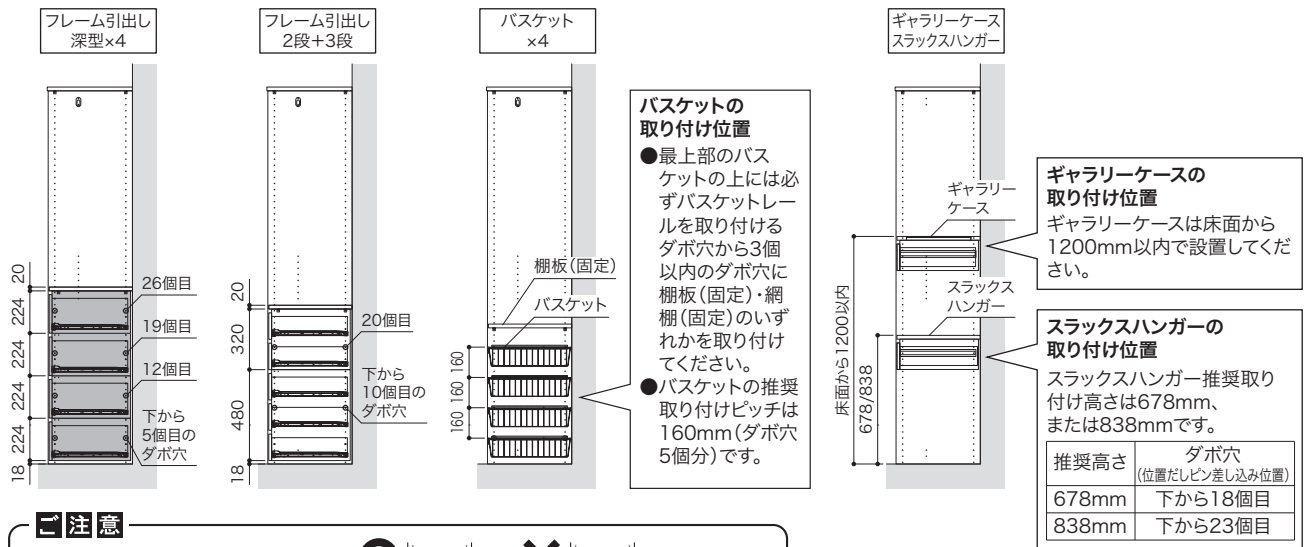 フレーム引出し
深型×4
20
224
224
224
224
18
26個目
19個目
12個目
下から
5個目の
ダボ穴
フレーム引出し
2段+3段
20
320
480
18
20個目
下から
10個目の
ダボ穴
バスケット
×4
棚板(固定)
バスケット
160
160
160
バスケットの
取り付け位置
●最上部のバス
ケットの上には必
ずバスケットレー
ルを取り付ける
ダボ穴から3個
以内のダボ穴に
棚板(固定)・網
棚(固定)のいず
れかを取り付け
てください。
●バスケットの推奨
取り付けピッチは
160mm(ダボ穴
5個分)です。
ギャラリーケース
スラックスハンガー
ギャラリー
ケース
スラックス
ハンガー
床面から1200以内
678/838
ギャラリーケースの
取り付け位置
ギャラリーケースは床面から
1200mm以内で設置してくだ
さい。
スラックスハンガーの
取り付け位置
スラックスハンガー推奨取り
付け高さは678mm、
または838mmです。
推奨高さ ダボ穴
(位置だしピン差し込み位置)
678mm 下から18個目
838mm 下から23個目
ご注意